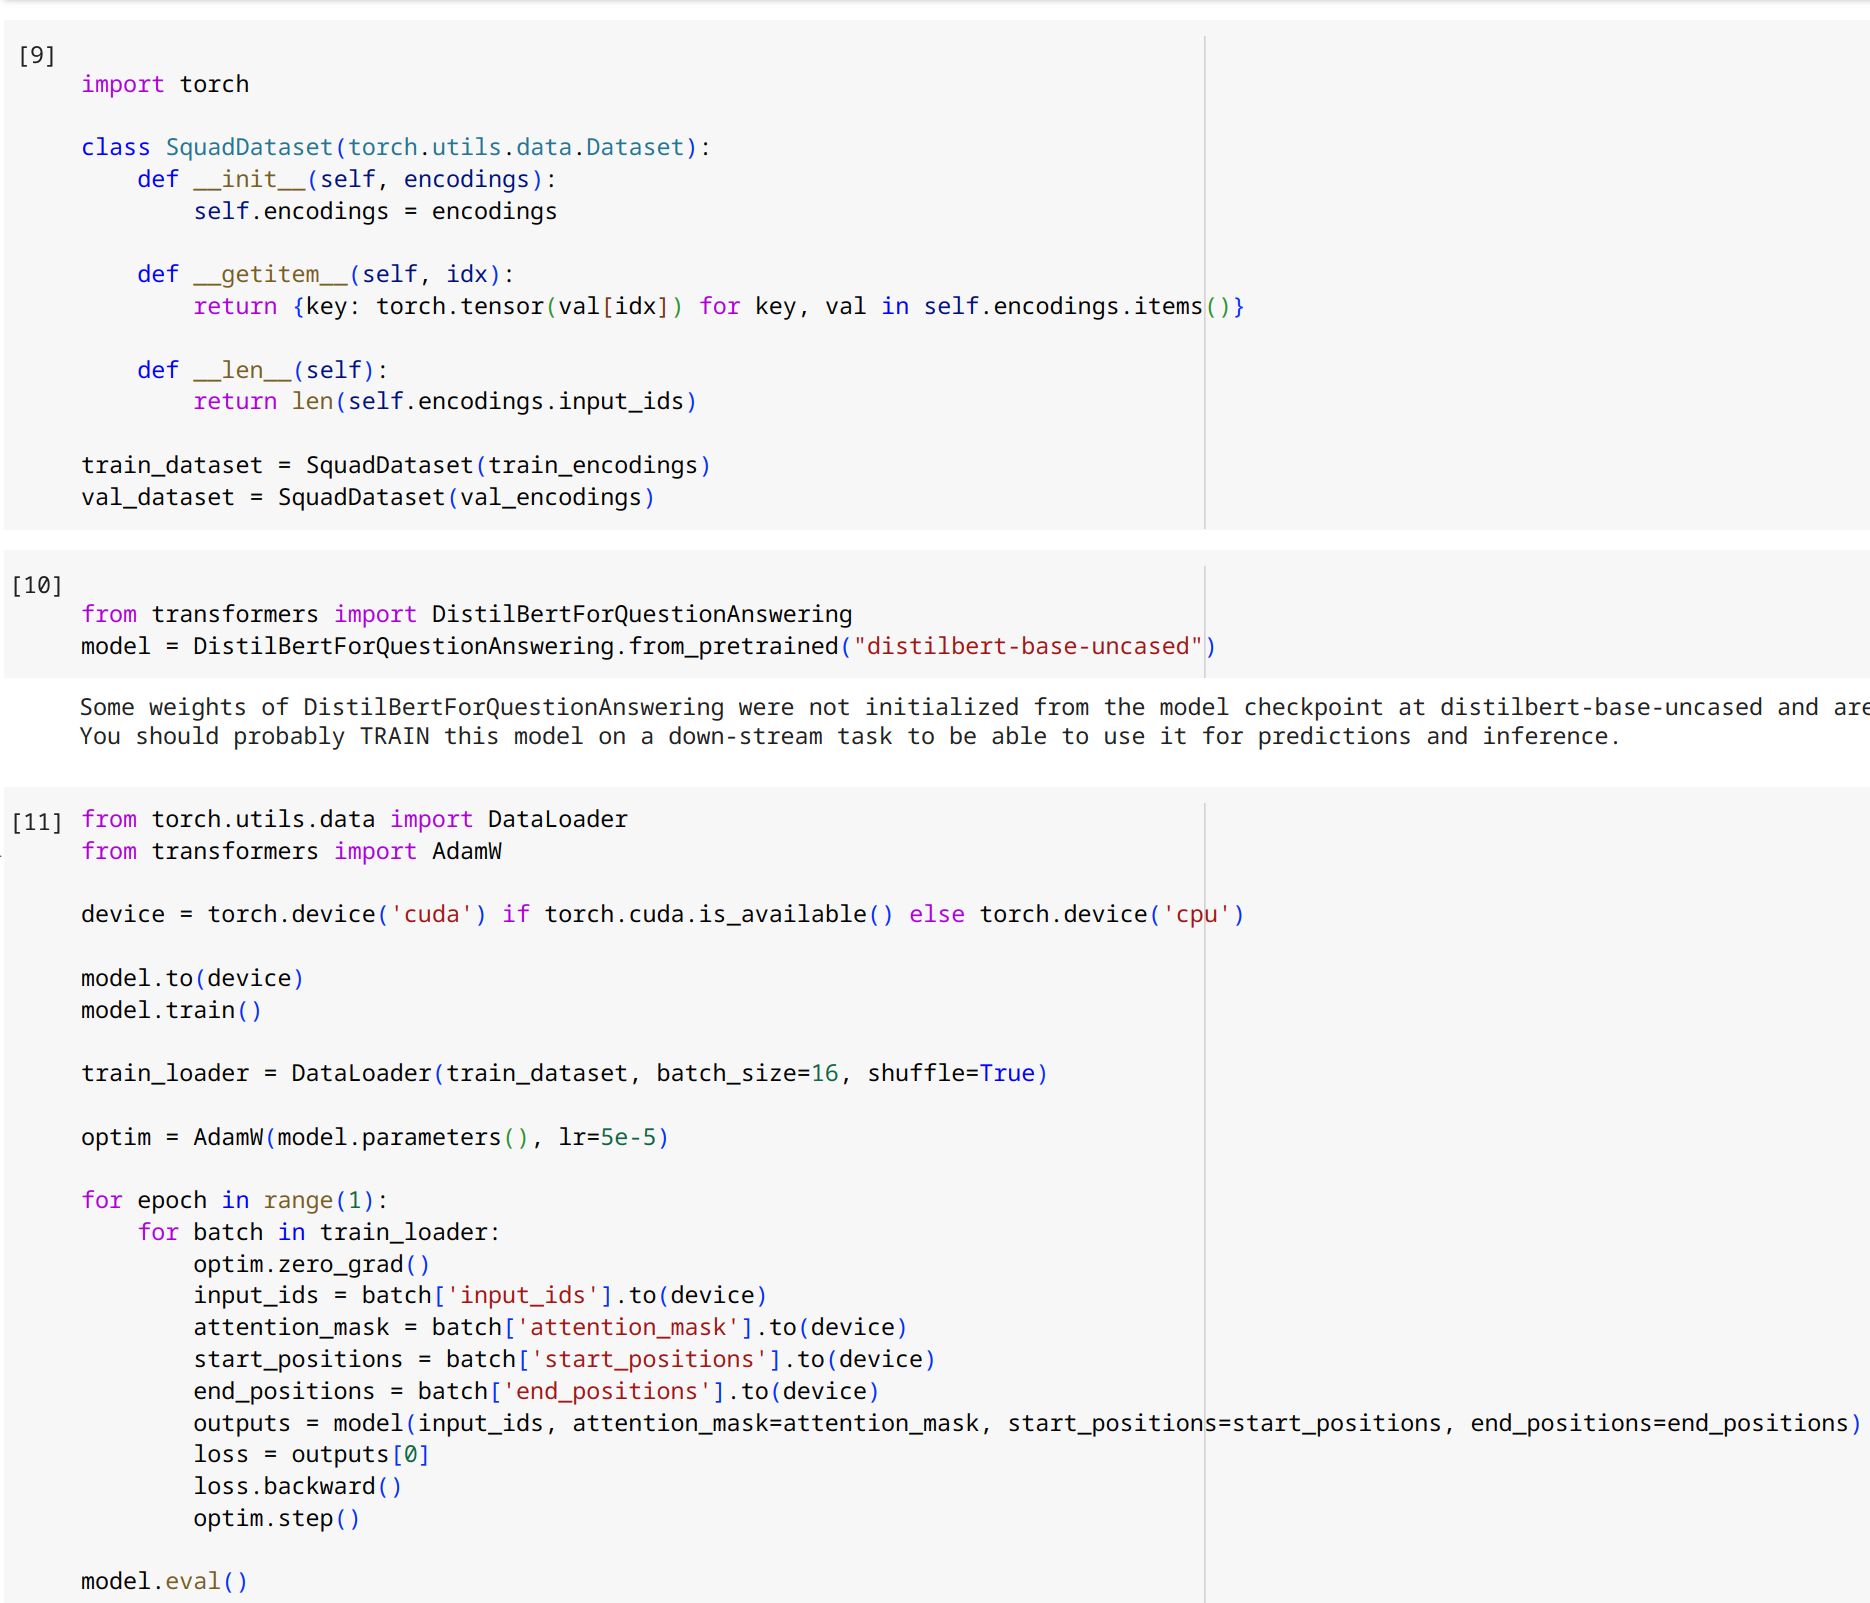 [9]
import torch
class SquadDataset(torch.utils.data.Dataset):
    def __init__(self, encodings):
        self.encodings = encodings
    def __getitem__(self, idx):
        return {key: torch.tensor(val[idx]) for key, val in self.encodings.items()}
    def __len__(self):
        return len(self.encodings.input_ids)
train_dataset = SquadDataset(train_encodings)
val_dataset = SquadDataset(val_encodings)
[10]
from transformers import DistilBertForQuestionAnswering
model = DistilBertForQuestionAnswering.from_pretrained("distilbert-base-uncased")
Some weights of DistilBertForQuestionAnswering were not initialized from the model checkpoint at distilbert-base-uncased and are
You should probably TRAIN this model on a down-stream task to be able to use it for predictions and inference.
[11] from torch.utils.data import DataLoader
from transformers import AdamW
device = torch.device('cuda') if torch.cuda.is_available() else torch.device('cpu')
model.to(device)
model.train()
train_loader = DataLoader(train_dataset, batch_size=16, shuffle=True)
optim = AdamW(model.parameters(), lr=5e-5)
for epoch in range(1):
    for batch in train_loader:
        optim.zero_grad()
        input_ids = batch['input_ids'].to(device)
        attention_mask = batch['attention_mask'].to(device)
        start_positions = batch['start_positions'].to(device)
        end_positions = batch['end_positions'].to(device)
        outputs = model(input_ids, attention_mask=attention_mask, start_positions=start_positions, end_positions=end_positions)
        loss = outputs[0]
        loss.backward()
        optim.step()
model.eval()